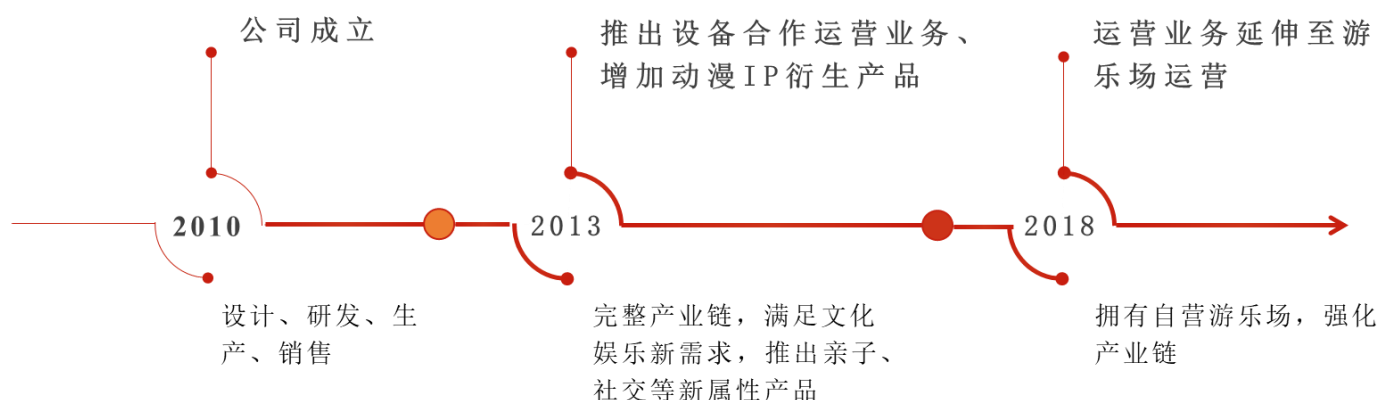 公司成立
推出设备合作运营业务、
增加动漫IP衍生产品
运营业务延伸至游
乐场运营
2010
2013
2018
设计、研发、生
产、销售
完整产业链，满足文化
娱乐新需求，推出亲子、
社交等新属性产品
拥有自营游乐场，强化
产业链